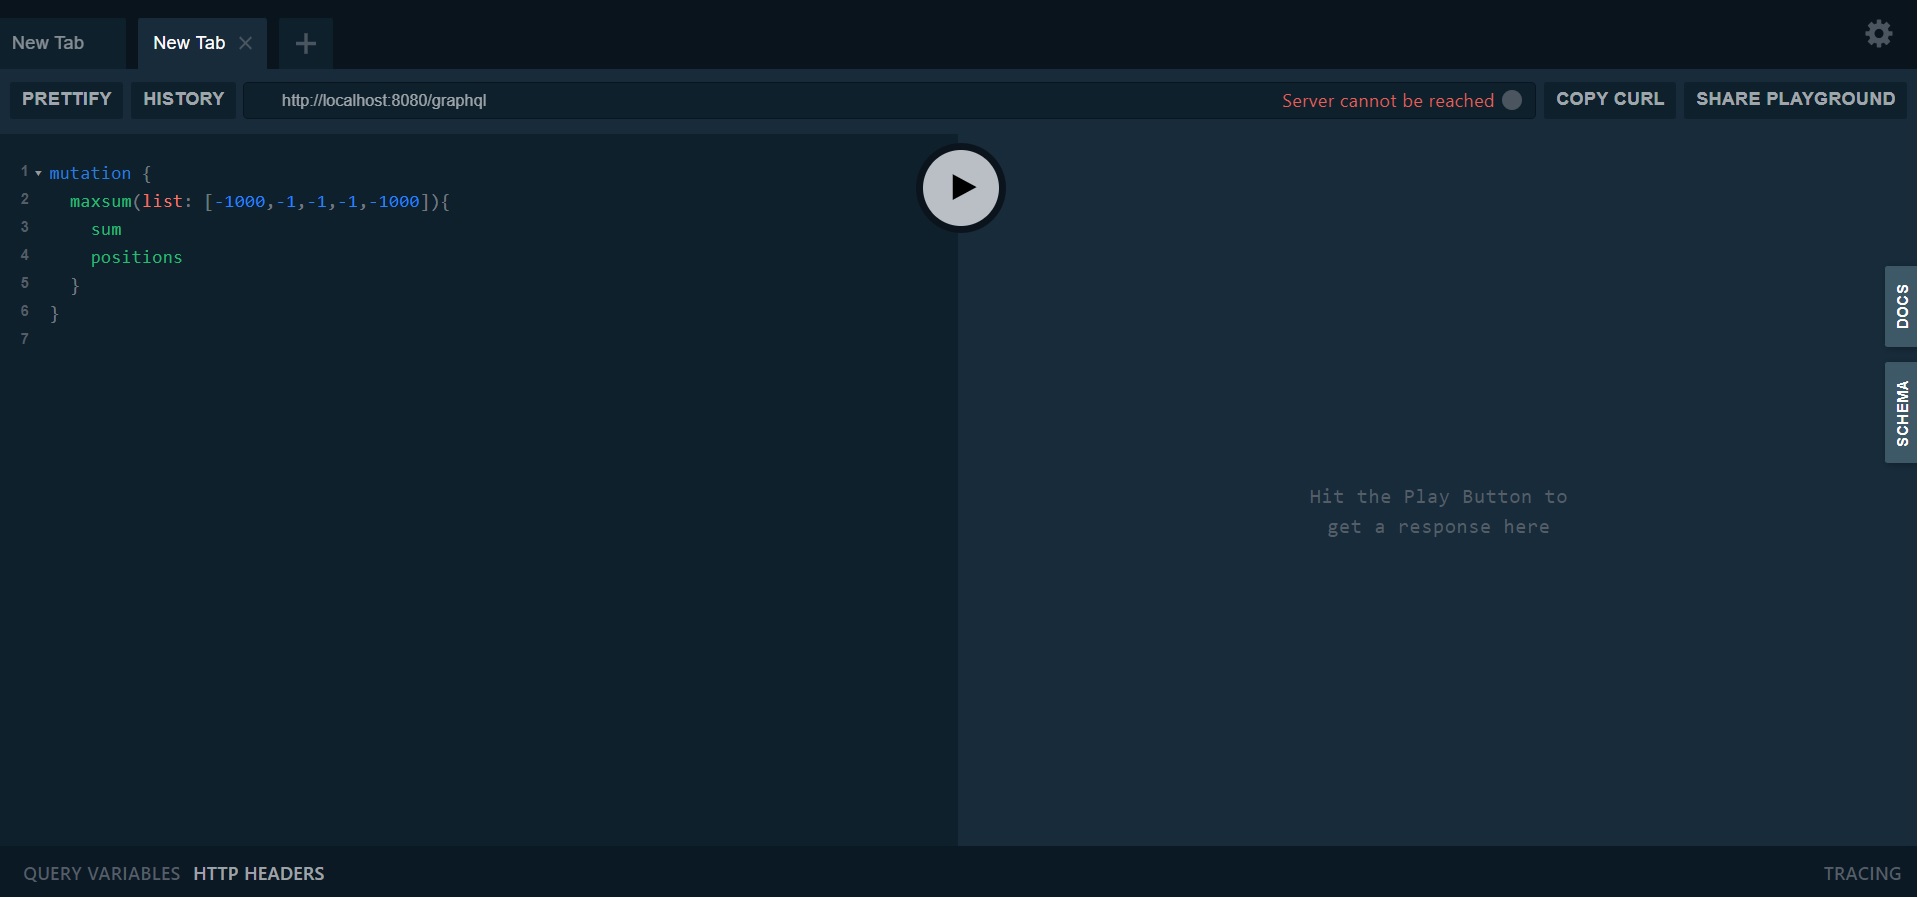 New Tab
New Tab
PRETTIFY
HISTORY
http://localhost:8080/graphql
Server cannot be reached
COPY CURL
SHARE PLAYGROUND
1 mutation {
2 maxsum(list: [-1000,-1,-1,-1,-1000]){
3 sum
4 positions
5 }
6 }
7
Hit the Play Button to
get a response here
DOCS
SCHEMA
QUERY VARIABLES
HTTP HEADERS
TRACING